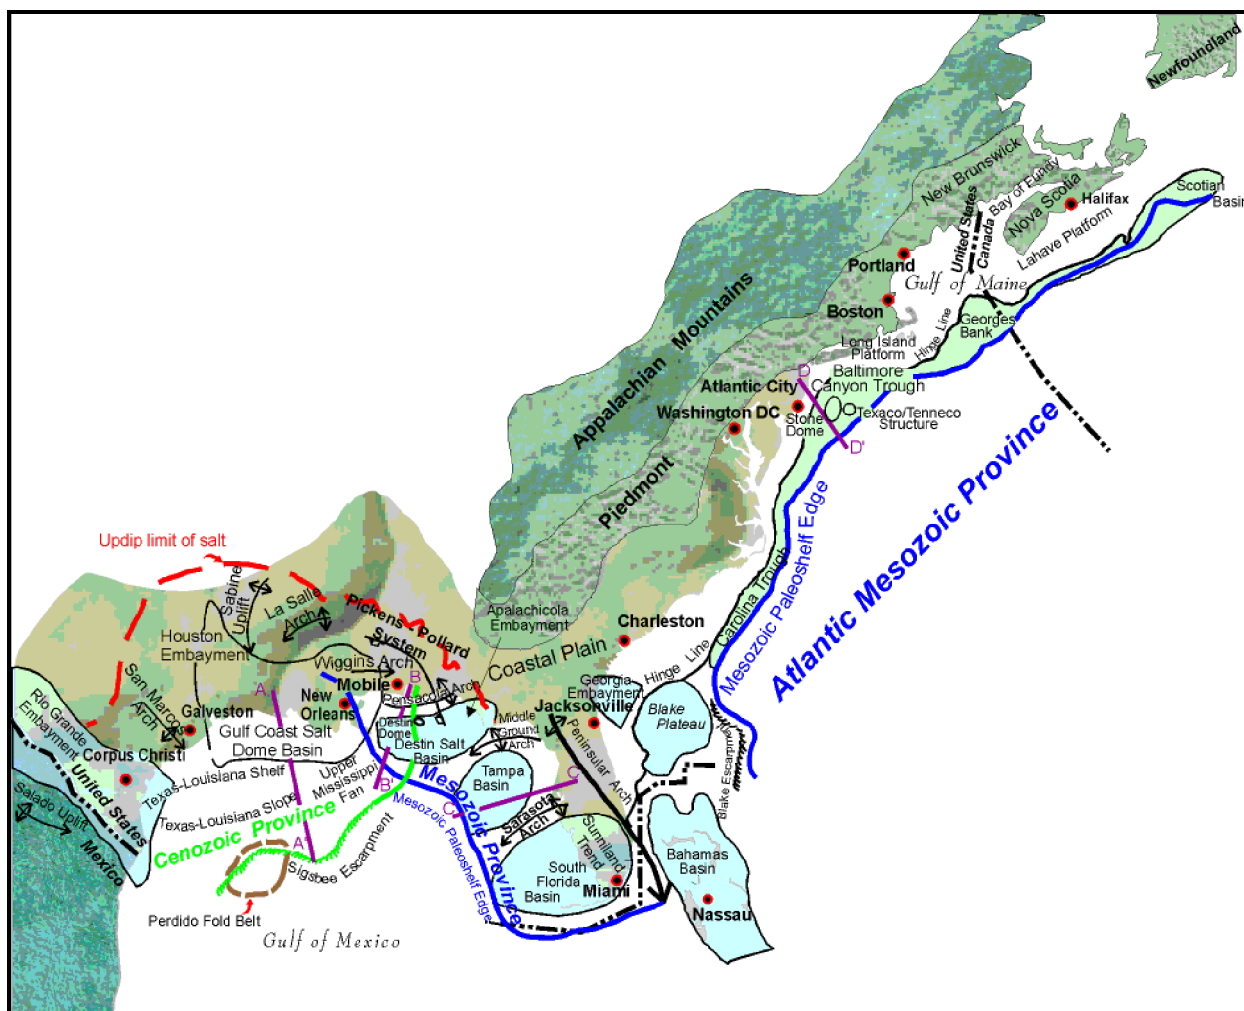 Newfoundland
New Brunswick
United States
Canada
Bay of Fundy
Nova Scotia
Halifax
Scotian
Basin
Lahave Platform
Portland
Gulf of Maine
Boston
Georges
Bank
Hinge Line
Long Island
Platform
Appalachian Mountains
Baltimore
Canyon Trough
D
Atlantic City
Washington DC
Stone
Dome
Texaco/Tenneco
Structure
D'
Piedmont
Atlantic Mesozoic Province
Mesozoic Paleoshelf Edge
Carolina Trough
Updip limit of salt
Sabine
Uplift
La Salle
Arch
Pickens - Pollard
System
Apalachicola
Embayment
Charleston
Coastal Plain
Hinge Line
Houston
Embayment
Wiggins Arch
Mobile
B
Pensacola Arch
Georgia
Embayment
Jacksonville
Blake
Plateau
Blake Escarpment
San Marcos
Arch
A
Galveston
New
Orleans
Gulf Coast Salt
Dome Basin
Destin
Dome
Destin Salt
Basin
Middle
Ground
Arch
Peninsular Arch
Rio Grande
Embayment
Corpus Christi
United States
Mexico
Salado Uplift
Texas-Louisiana Shelf
Texas-Louisiana Slope
Upper
Mississippi
Fan
B'
Tampa
Basin
C
C'
Mesozoic Province
Mesozoic Paleoshelf Edge
Cenozoic Province
A'
Sigsbee Escarpment
Sarasota
Arch
Sunniland
Trend
South
Florida
Basin
Miami
Bahamas
Basin
Nassau
Perdido Fold Belt
Gulf of Mexico